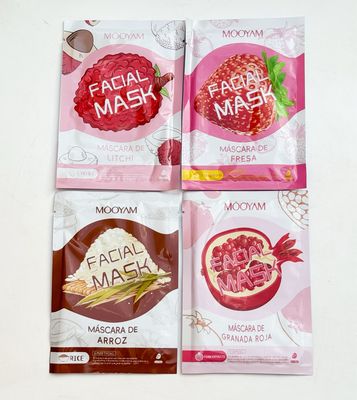 MOOYAM
FACIAL
MASK
MÁSCARA DE
LITCHI
MOOYAM
FACIAL
MASK
MÁSCARA DE
FRESA
MOOYAM
FACIAL
MASK
MÁSCARA DE
ARROZ
RICE
MOOYAM
FACIAL
MASK
MÁSCARA DE
GRANADA ROJA